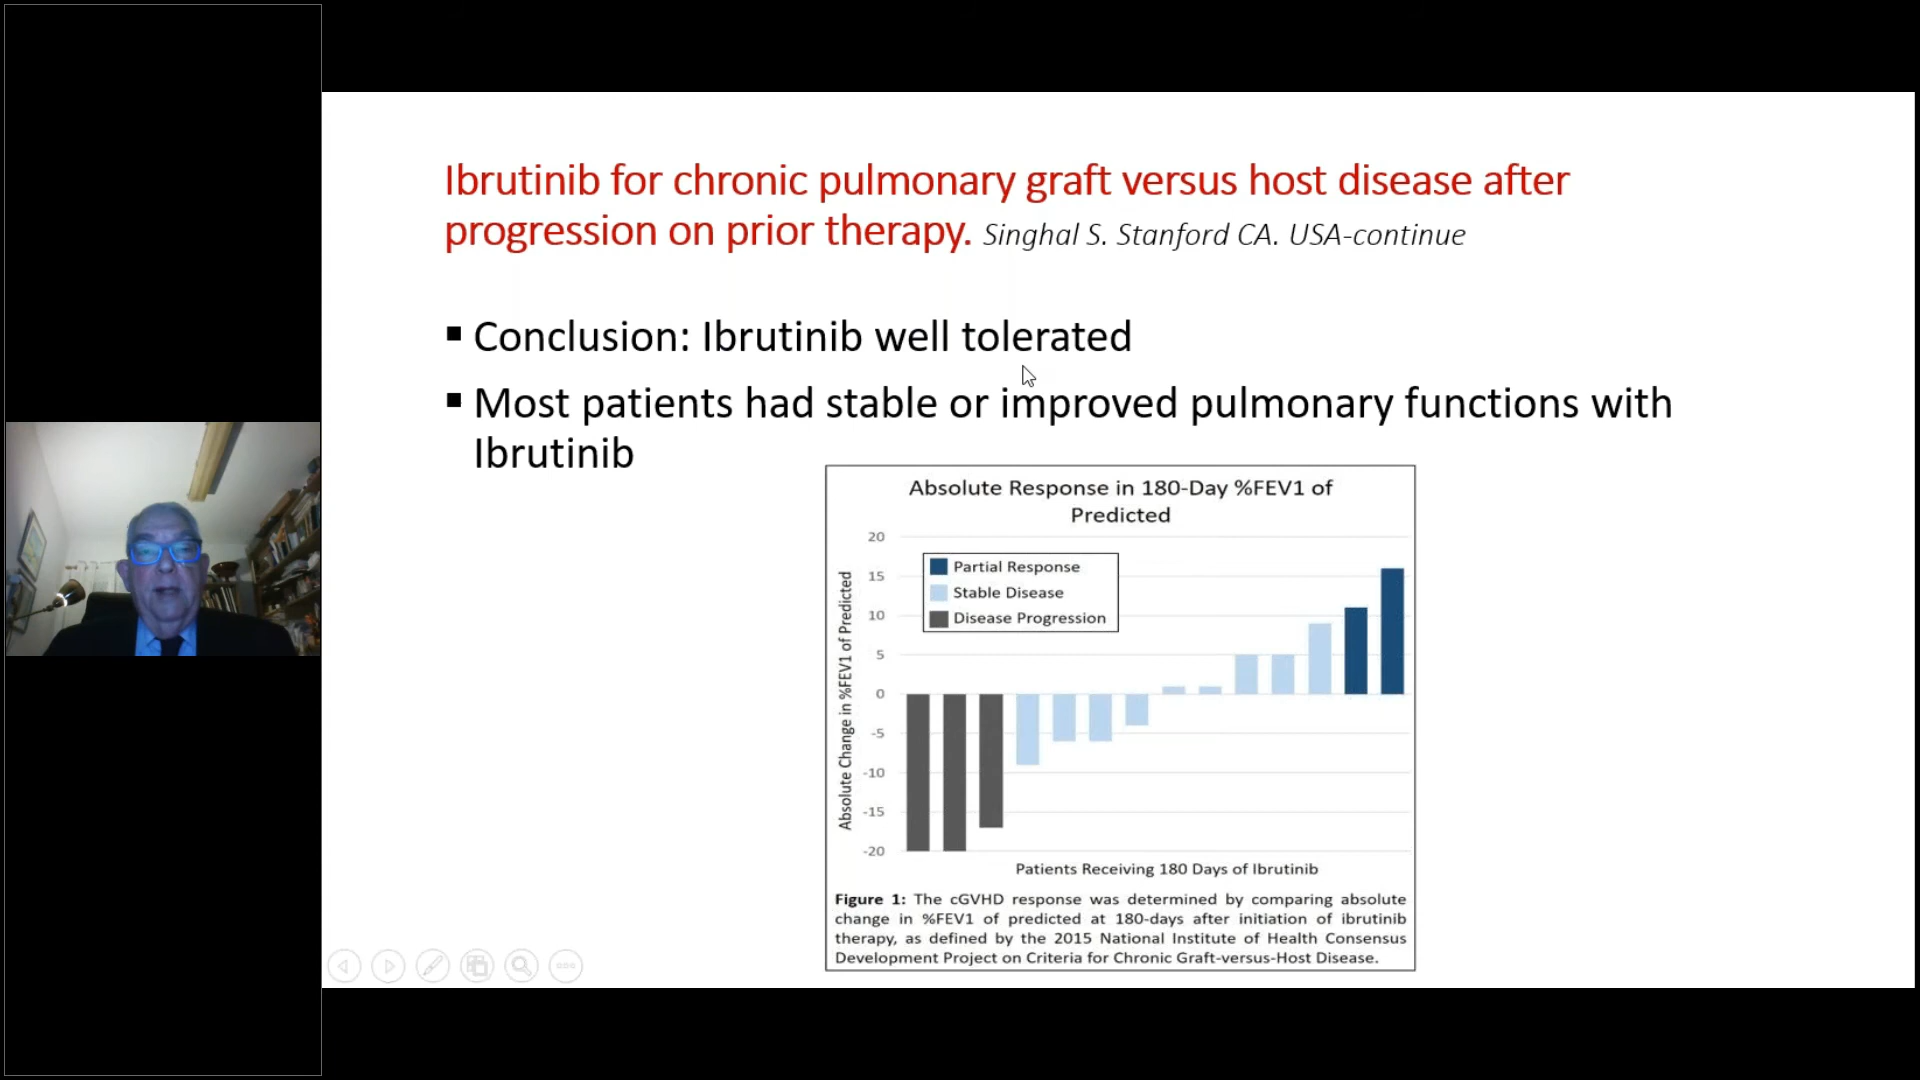 Ibrutinib for chronic pulmonary graft versus host disease after
progression on prior therapy. Singhal S. Stanford CA. USA-continue
▪ Conclusion: Ibrutinib well tolerated
▪ Most patients had stable or improved pulmonary functions with
Ibrutinib
Absolute Response in 180-Day %FEV1 of
Predicted
Absolute Change in %FEV1 of Predicted
20
15
10
5
0
-5
-10
-15
-20
Partial Response
Stable Disease
Disease Progression
Patients Receiving 180 Days of Ibrutinib
Figure 1: The cGVHD response was determined by comparing absolute
change in %FEV1 of predicted at 180-days after initiation of ibrutinib
therapy, as defined by the 2015 National Institute of Health Consensus
Development Project on Criteria for Chronic Graft-versus-Host Disease.